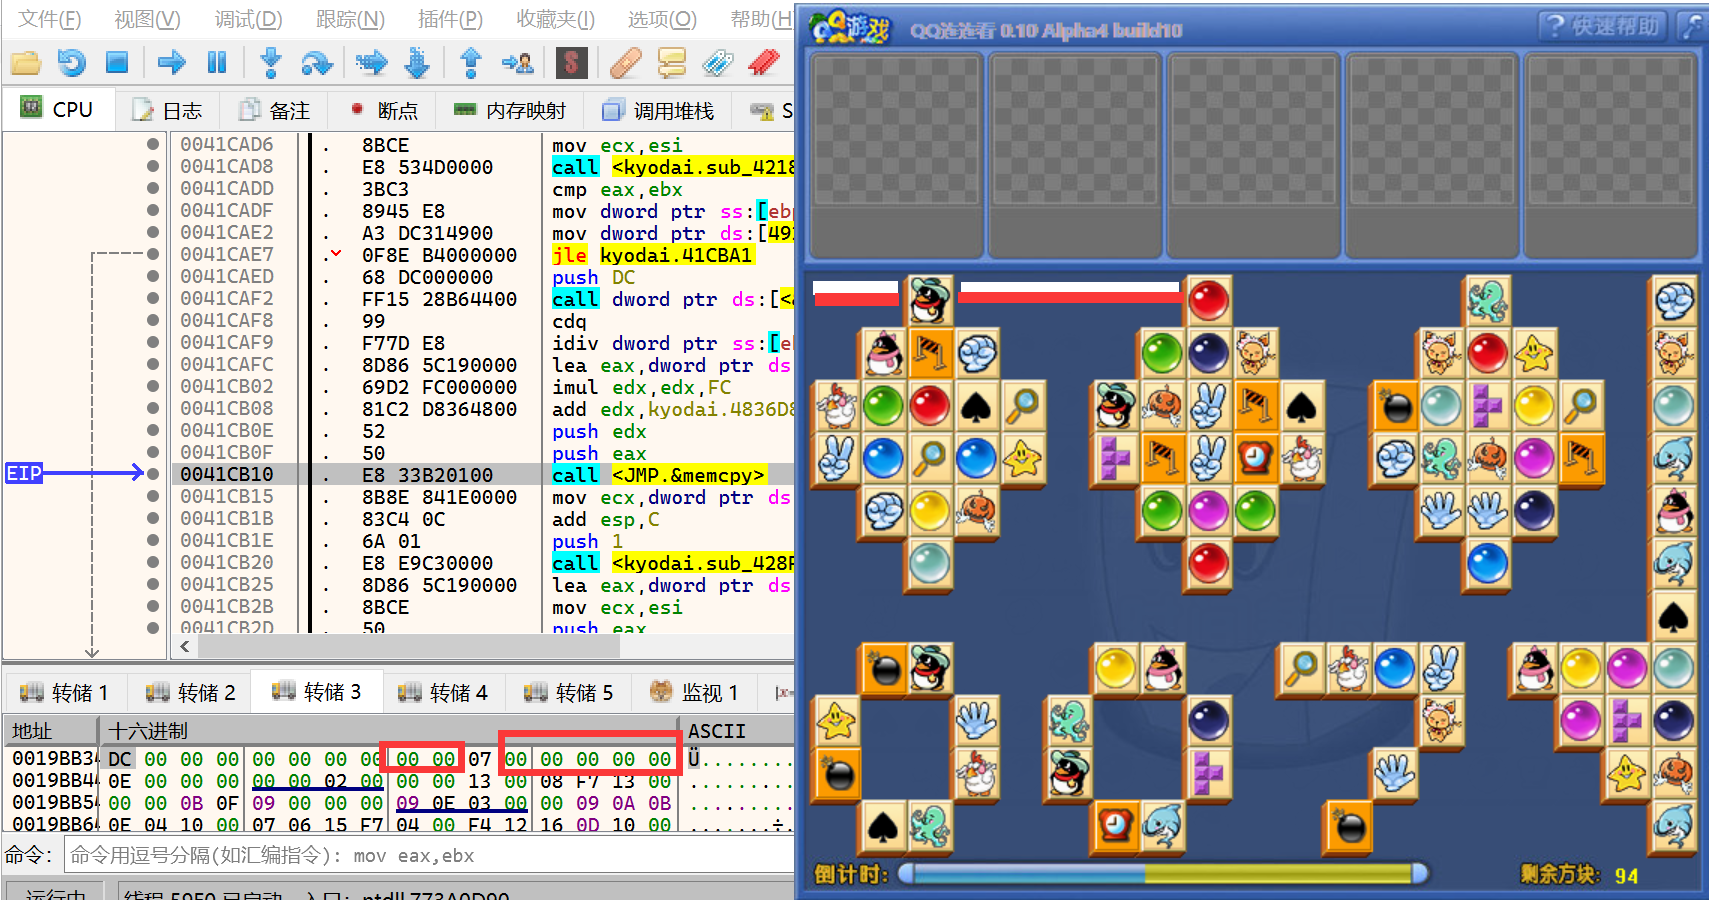 文件(F) 视图(V) 调试(D) 跟踪(N) 插件(P) 收藏夹(I) 选项(O) 帮助(H
CPU 日志 备注 断点 内存映射 调用堆栈 S
0041CAD6 . 8BCE mov ecx,esi
0041CAD8 . E8 534D0000 call <kyodai.sub_4218
0041CADD . 3BC3 cmp eax,ebx
0041CADF . 8945 E8 mov dword ptr ss:[ebp
0041CAE2 . A3 DC314900 mov dword ptr ds:[493
0041CAE7 . 0F8E B4000000 jle kyodai.41CBA1
0041CAED . 68 DC000000 push DC
0041CAF2 . FF15 28B64400 call dword ptr ds:[<&
0041CAF8 . 99 cdq
0041CAF9 . F77D E8 idiv dword ptr ss:[eb
0041CAFC . 8D86 5C190000 lea eax,dword ptr ds
0041CB02 . 69D2 FC000000 imul edx,edx,FC
0041CB08 . 81C2 D8364800 add edx,kyodai.4836D8
0041CB0E . 52 push edx
0041CB0F . 50 push eax
EIP 0041CB10 . E8 33B20100 call <JMP.&memcpy>
0041CB15 . 8B8E 841E0000 mov ecx,dword ptr ds
0041CB1B . 83C4 0C add esp,C
0041CB1E . 6A 01 push 1
0041CB20 . E8 E9C30000 call <kyodai.sub_428F
0041CB25 . 8D86 5C190000 lea eax,dword ptr ds
0041CB2B . 8BCE mov ecx,esi
0041CB2D . 50 push eax
转储 1 转储 2 转储 3 转储 4 转储 5 监视 1
地址 十六进制 ASCII
0019BB34 DC 00 00 00 00 00 00 00 00 00 07 00 00 00 00 00 Ü.........
0019BB44 0E 00 00 00 00 00 02 00 00 00 13 00 08 F7 13 00
0019BB54 00 00 0B 0F 09 00 00 00 09 0E 03 00 00 09 0A 0B
0019BB64 0E 04 10 00 07 06 15 F7 04 00 F4 12 16 0D 10 00 .......÷.
命令: 命令用逗号分隔(如汇编指令): mov eax,ebx
运行中 线程 5950 已启动, 入口: ntdll.773A0D90
QQ游戏 QQ连连看 0.10 Alpha4 build10 ? 快速帮助
倒计时: 剩余方块: 94